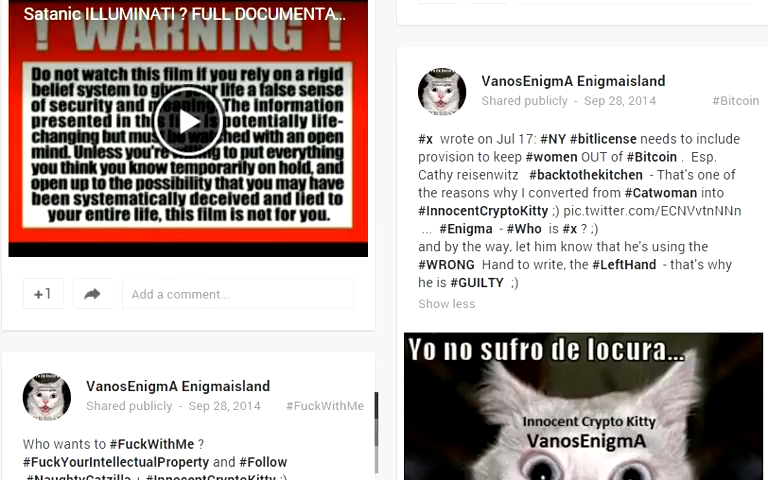 Satanic ILLUMINATI ? FULL DOCUMENTA...
! WARNING !
Do not watch this film if you rely on a rigid
belief system to give your life a false sense
of security and meaning. The information
presented in this film is potentially life-
changing but must be watched with an open
mind. Unless you're willing to put everything
you think you know temporarily on hold, and
open up to the possibility that you may have
been systematically deceived and lied to
your entire life, this film is not for you.
+1
Add a comment...
VanosEnigmA Enigmaisland
Shared publicly - Sep 28, 2014 #FuckWithMe
Who wants to #FuckWithMe ?
#FuckYourIntellectualProperty and #Follow
#NaughtyCatzilla + #InnocentCryptoKitty ;)
VanosEnigmA Enigmaisland
Shared publicly - Sep 28, 2014 #Bitcoin
#x wrote on Jul 17: #NY #bitlicense needs to include
provision to keep #women OUT of #Bitcoin . Esp.
Cathy reisenwitz #backtothekitchen - That's one of
the reasons why I converted from #Catwoman into
#InnocentCryptoKitty ;) pic.twitter.com/ECNVvtnNNn
... #Enigma - #Who is #x ? ;)
and by the way, let him know that he's using the
#WRONG Hand to write, the #LeftHand - that's why
he is #GUILTY ;)
Show less
Yo no sufro de locura...
Innocent Crypto Kitty
VanosEnigmA